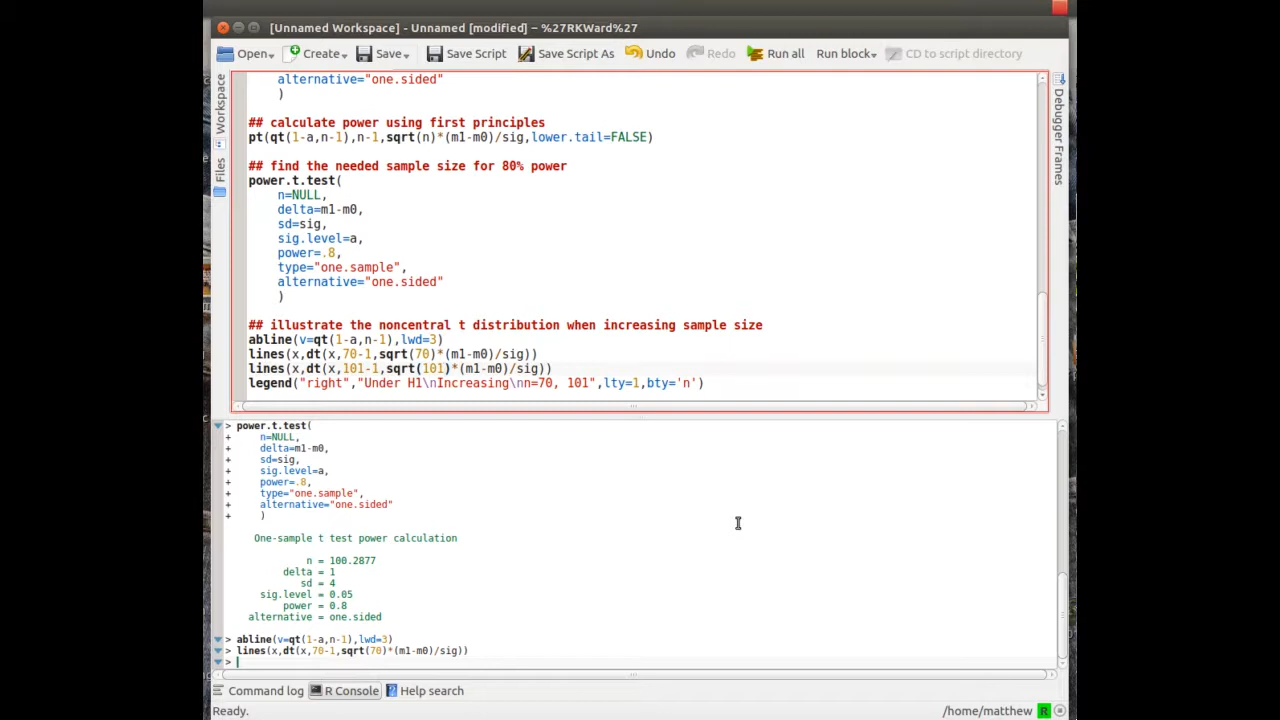 [Unnamed Workspace] - Unnamed [modified] – %27RKWard%27
Open Create Save Save Script Save Script As Undo Redo Run all Run block CD to script directory
Workspace
Files
Debugger Frames
alternative="one.sided"
)
## calculate power using first principles
pt(qt(1-a,n-1),n-1,sqrt(n)*(m1-m0)/sig,lower.tail=FALSE)
## find the needed sample size for 80% power
power.t.test(
n=NULL,
delta=m1-m0,
sd=sig,
sig.level=a,
power=.8,
type="one.sample",
alternative="one.sided"
)
## illustrate the noncentral t distribution when increasing sample size
abline(v=qt(1-a,n-1),lwd=3)
lines(x,dt(x,70-1,sqrt(70)*(m1-m0)/sig))
lines(x,dt(x,101-1,sqrt(101)*(m1-m0)/sig))
legend("right","Under H1\nIncreasing\nn=70, 101",lty=1,bty='n')
> power.t.test(
+ n=NULL,
+ delta=m1-m0,
+ sd=sig,
+ sig.level=a,
+ power=.8,
+ type="one.sample",
+ alternative="one.sided"
+ )
One-sample t test power calculation
n = 100.2877
delta = 1
sd = 4
sig.level = 0.05
power = 0.8
alternative = one.sided
> abline(v=qt(1-a,n-1),lwd=3)
> lines(x,dt(x,70-1,sqrt(70)*(m1-m0)/sig))
>
Command log R Console Help search
Ready. /home/matthew R